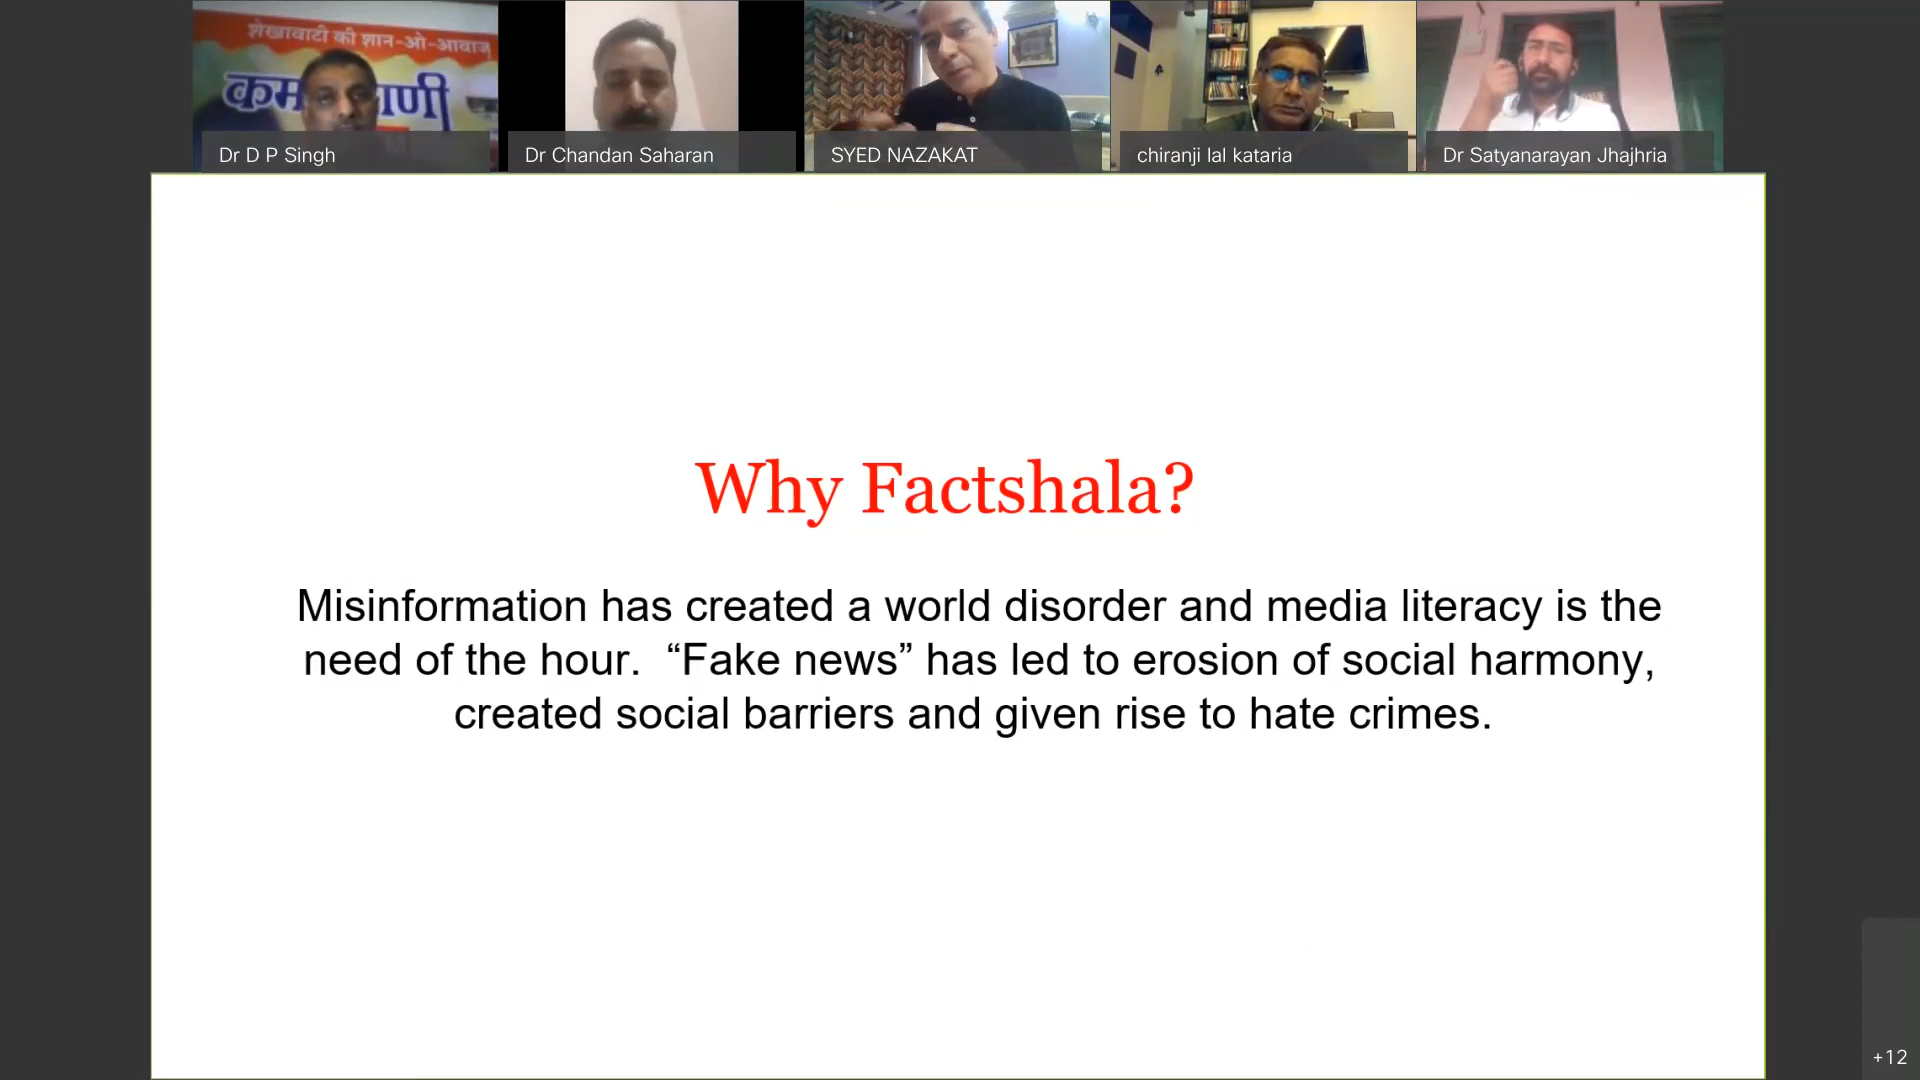 शेखावाटी की ज्ञान-ओ-आवाज़
Dr D P Singh
Dr Chandan Saharan
SYED NAZAKAT
chiranji lal kataria
Dr Satyanarayan Jhajhria
Why Factshala?
Misinformation has created a world disorder and media literacy is the
need of the hour.  “Fake news” has led to erosion of social harmony,
created social barriers and given rise to hate crimes.
+12